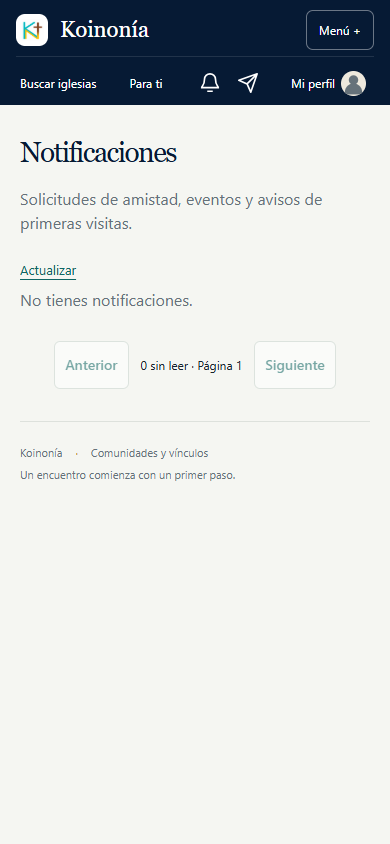 Koinonía
Menú +
Buscar iglesias
Para ti
Mi perfil
Notificaciones
Solicitudes de amistad, eventos y avisos de
primeras visitas.
Actualizar
No tienes notificaciones.
Anterior
0 sin leer · Página 1
Siguiente
Koinonía · Comunidades y vínculos
Un encuentro comienza con un primer paso.